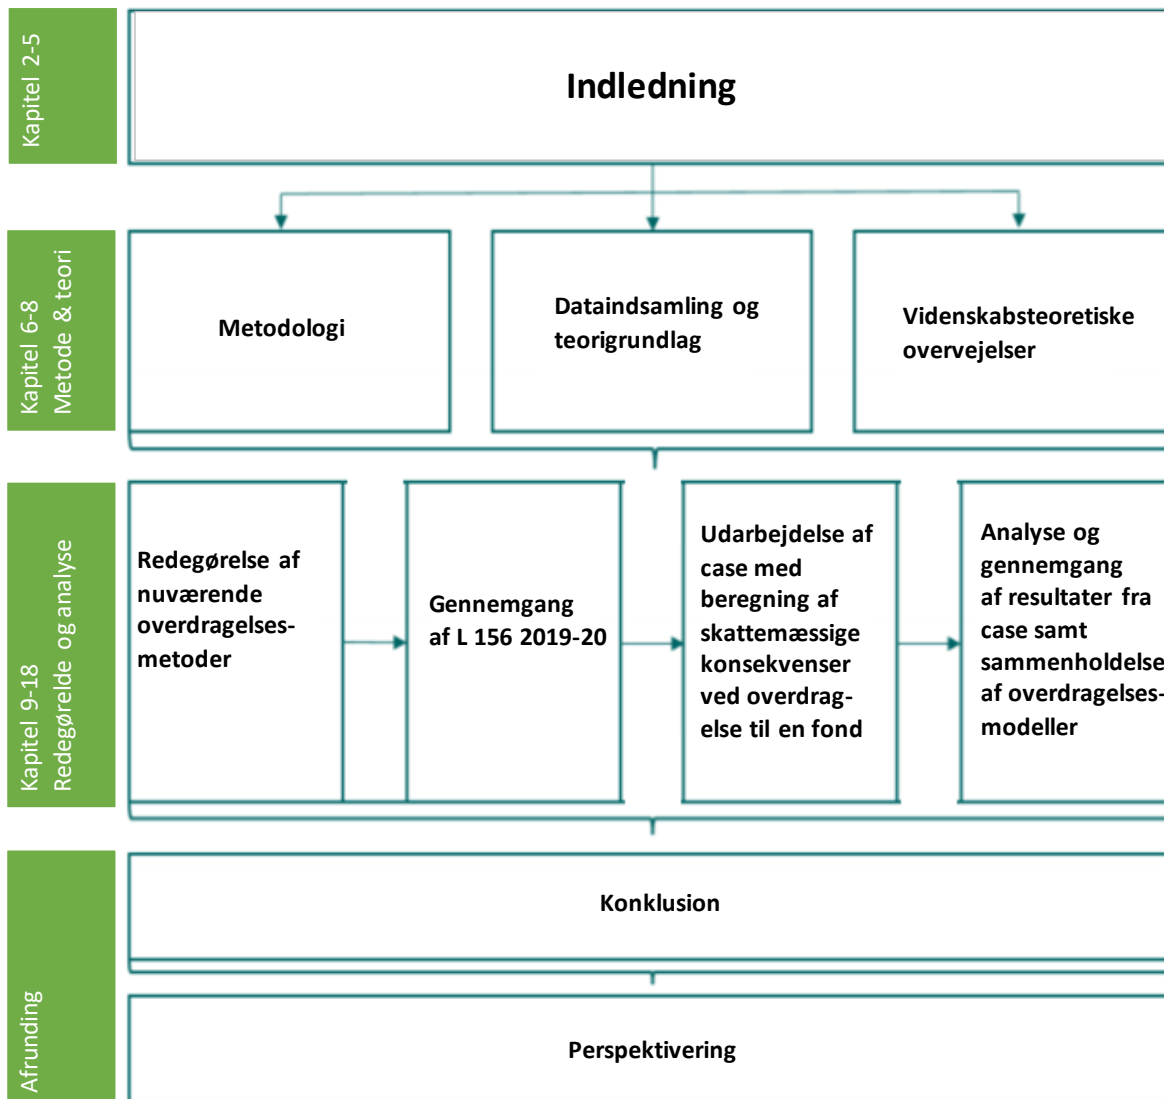 Kapitel 2-5
Indledning
Kapitel 6-8
Metode & teori
Metodologi
Dataindsamling og
teorigrundlag
Videnskabsteoretiske
overvejelser
Kapitel 9-18
Redegørelde og analyse
Redegørelse af
nuværende
overdragelses-
metoder
Gennemgang
af L 156 2019-20
Udarbejdelse af
case med
beregning af
skattemæssige
konsekvenser
ved overdrag-
else til en fond
Analyse og
gennemgang
af resultater fra
case samt
sammenholdelse
af overdragelses-
modeller
Afrunding
Konklusion
Perspektivering